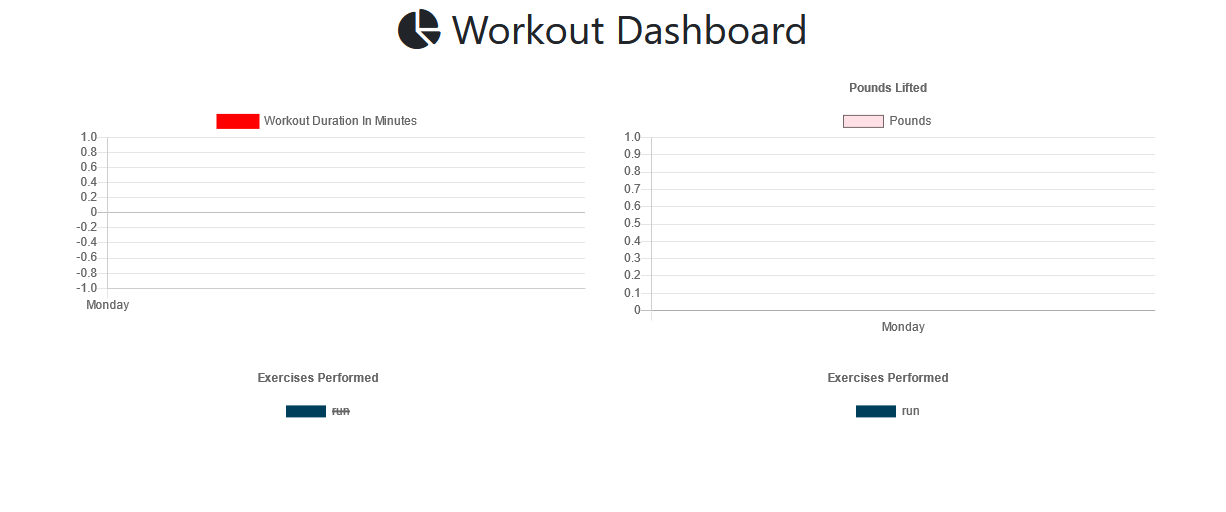 Workout Dashboard
Workout Duration In Minutes
1.0
0.8
0.6
0.4
0.2
0
-0.2
-0.4
-0.6
-0.8
-1.0
Monday
Pounds Lifted
Pounds
1.0
0.9
0.8
0.7
0.6
0.5
0.4
0.3
0.2
0.1
0
Monday
Exercises Performed
run
Exercises Performed
run